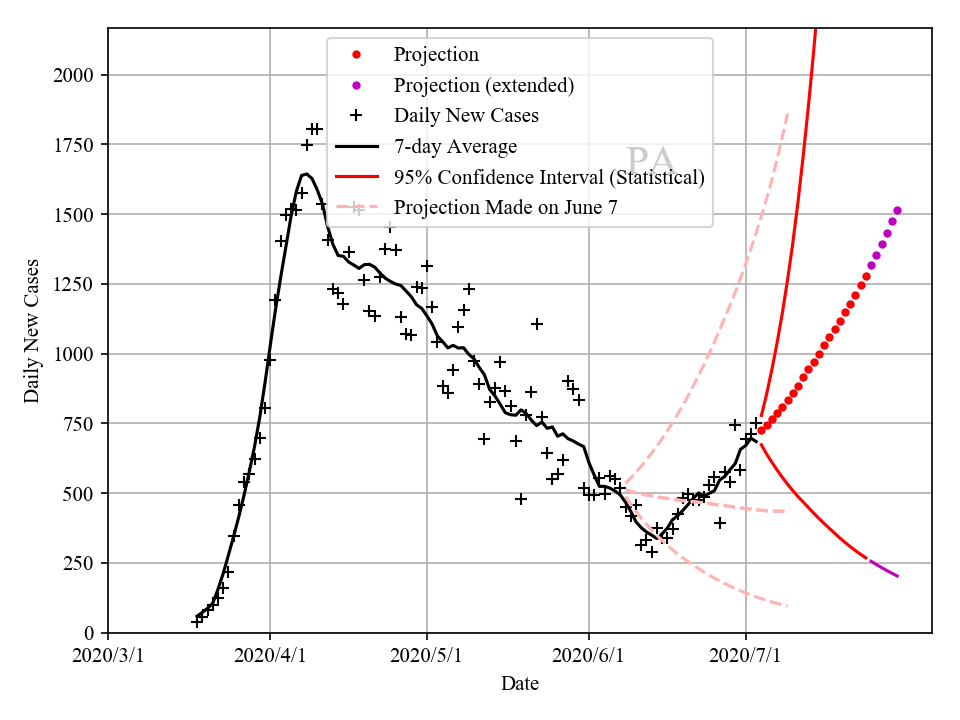 2000
1750
1500
1250
1000
750
500
250
0
Daily New Cases
Projection
Projection (extended)
Daily New Cases
7-day Average
95% Confidence Interval (Statistical)
Projection Made on June 7
PA
2020/3/1
2020/4/1
2020/5/1
2020/6/1
2020/7/1
Date